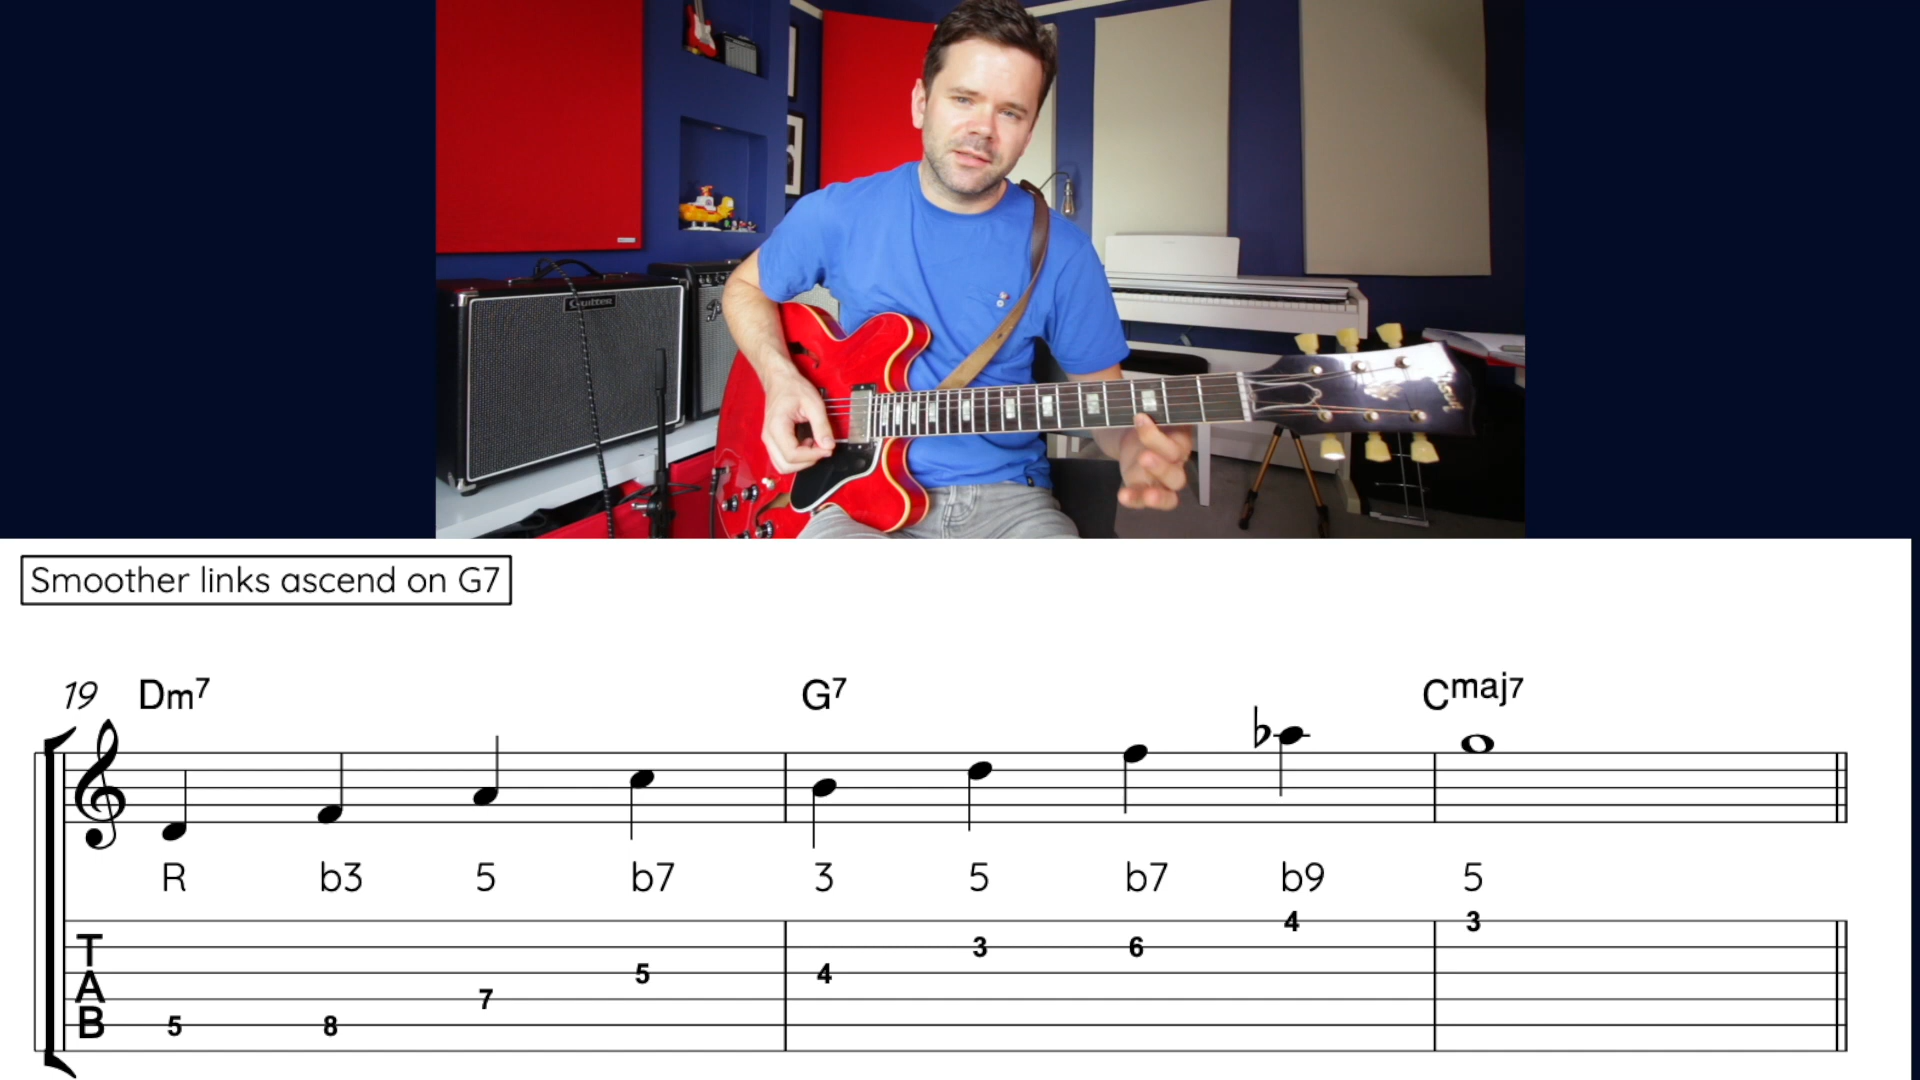 Quilter
Smoother links ascend on G7
19 Dm7 G7 Cmaj7
R b3 5 b7 3 5 b7 b9 5
T
A
B
4 3
3 6
5 4
7
5 8